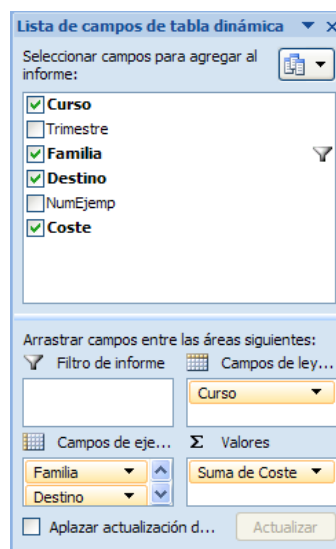 Lista de campos de tabla dinámica
Seleccionar campos para agregar al
informe:
Curso
Trimestre
Familia
Destino
NumEjemp
Coste
Arrastrar campos entre las áreas siguientes:
Filtro de informe
Campos de ley...
Curso
Campos de eje...
Σ Valores
Familia
Destino
Suma de Coste
Aplazar actualización d...
Actualizar